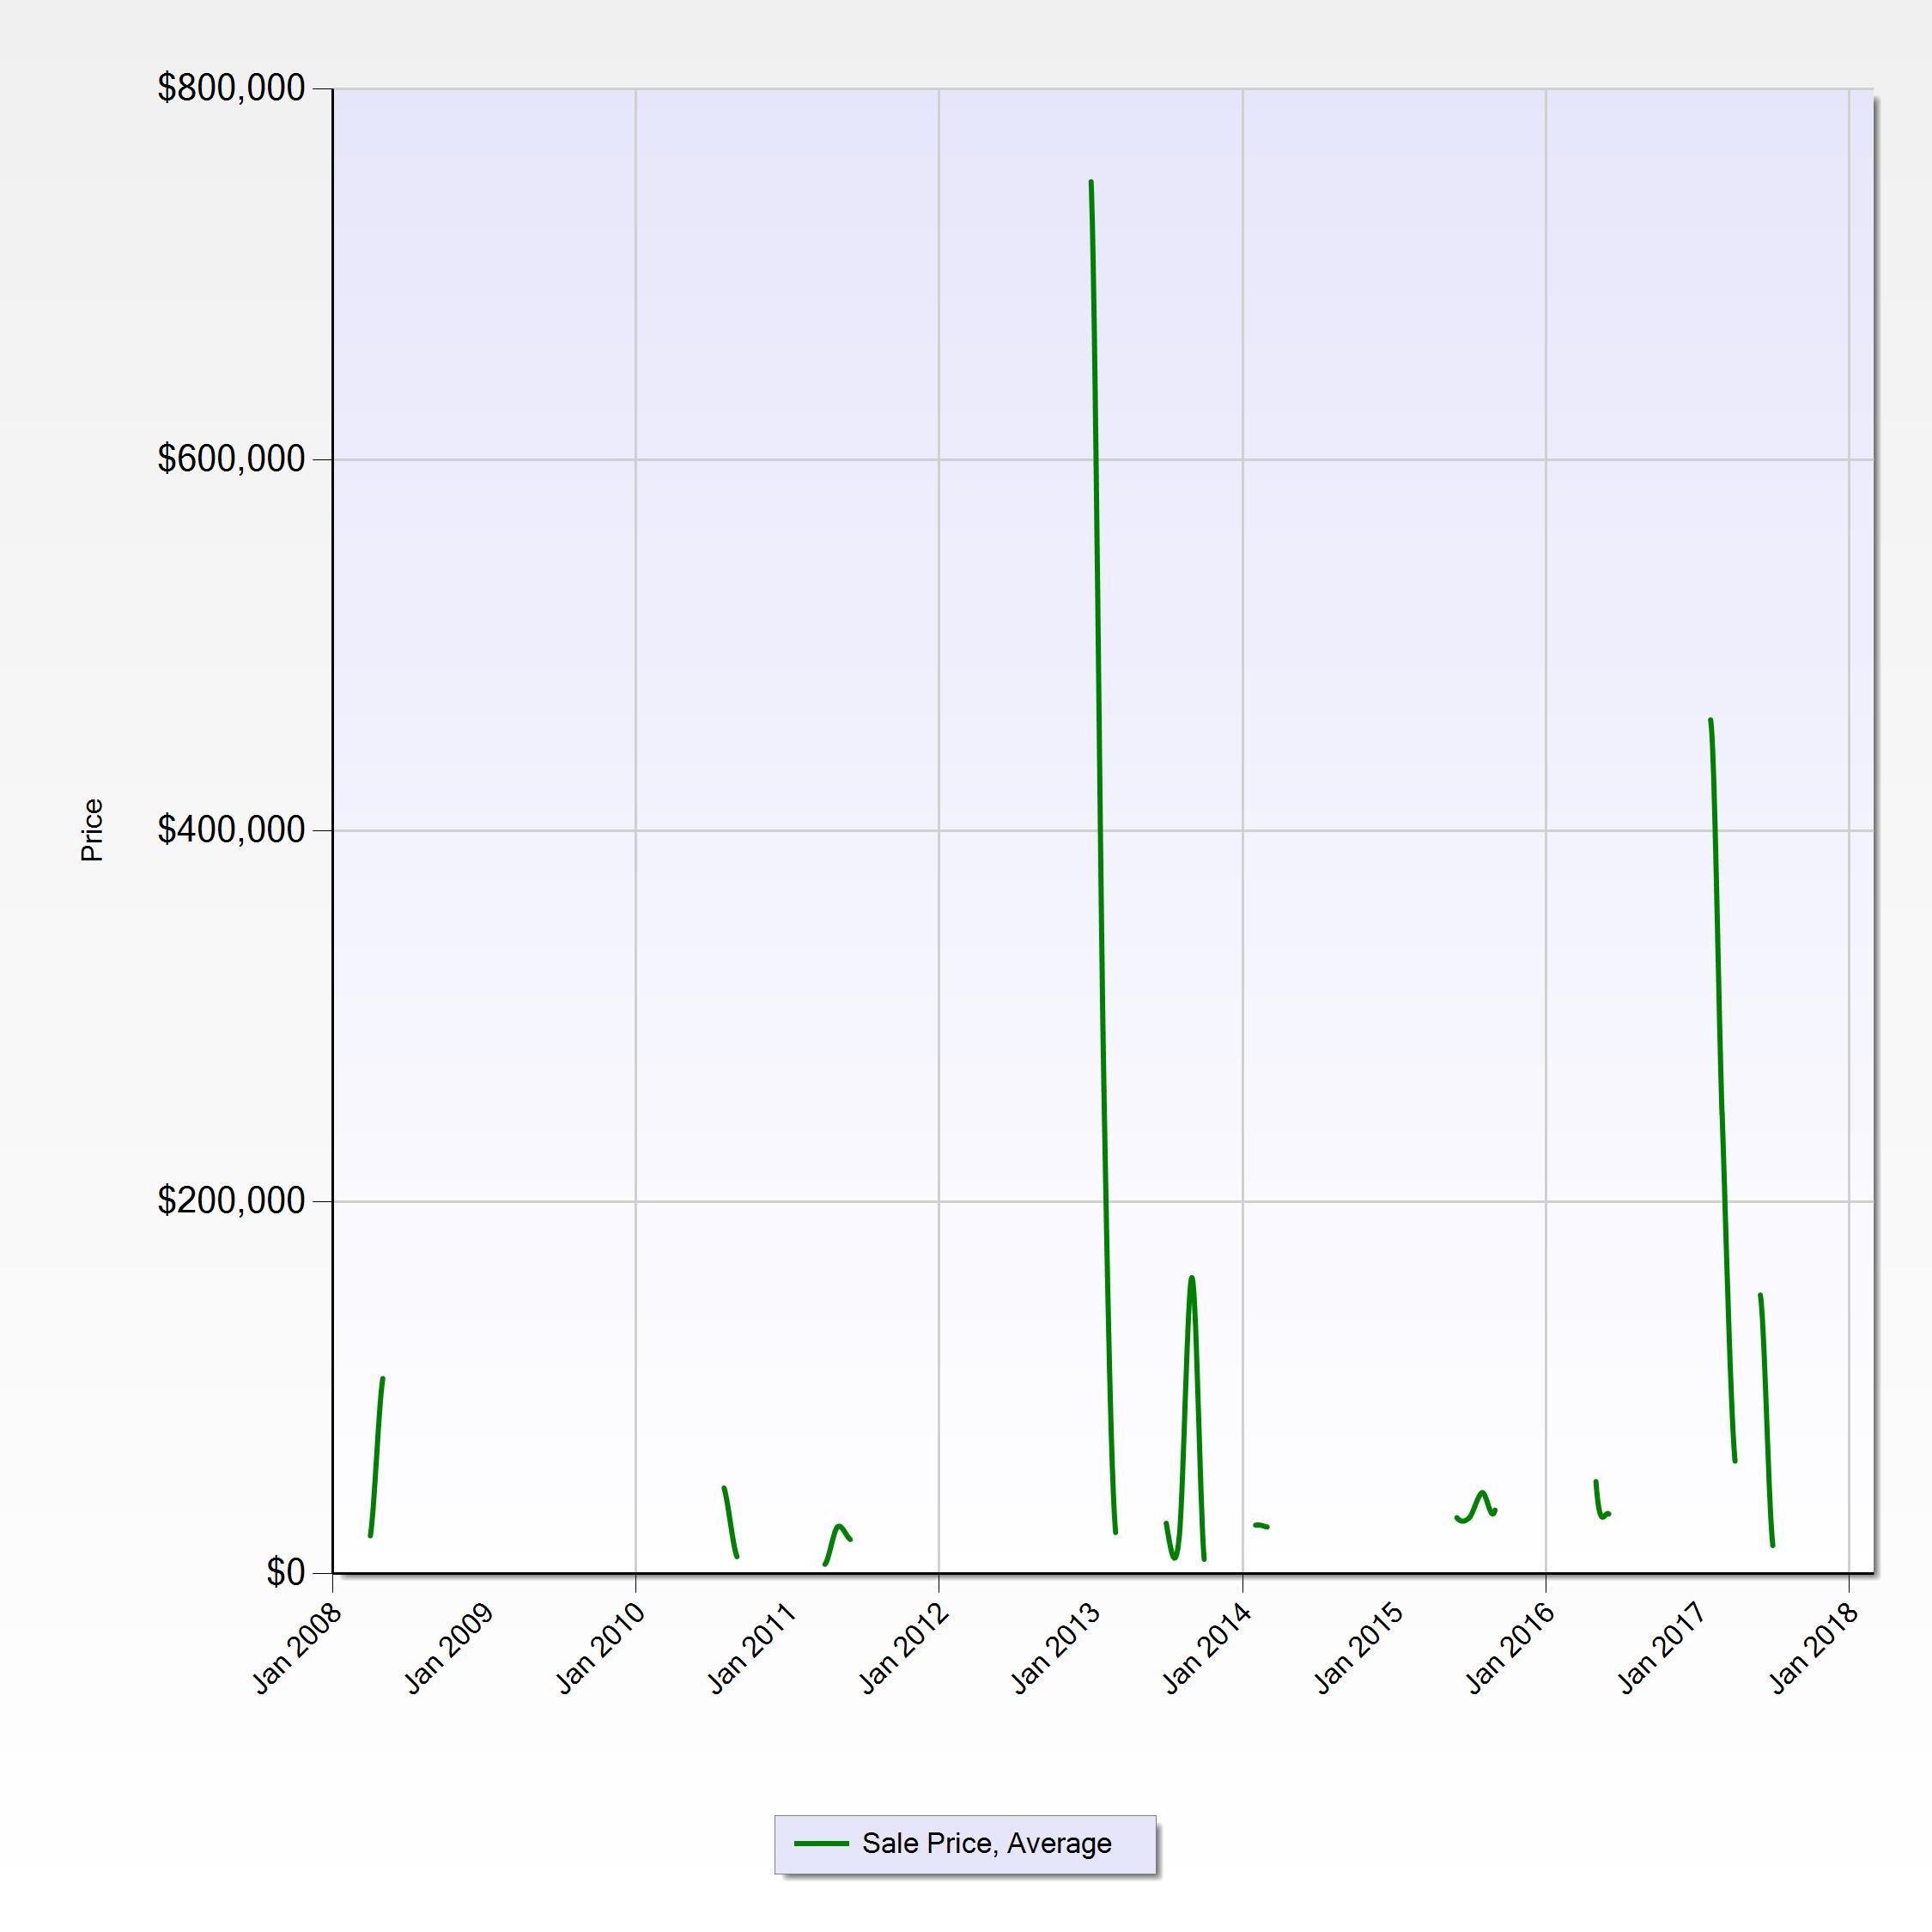 $800,000
$600,000
$400,000
$200,000
$0
Price
Jan 2008
Jan 2009
Jan 2010
Jan 2011
Jan 2012
Jan 2013
Jan 2014
Jan 2015
Jan 2016
Jan 2017
Jan 2018
Sale Price, Average